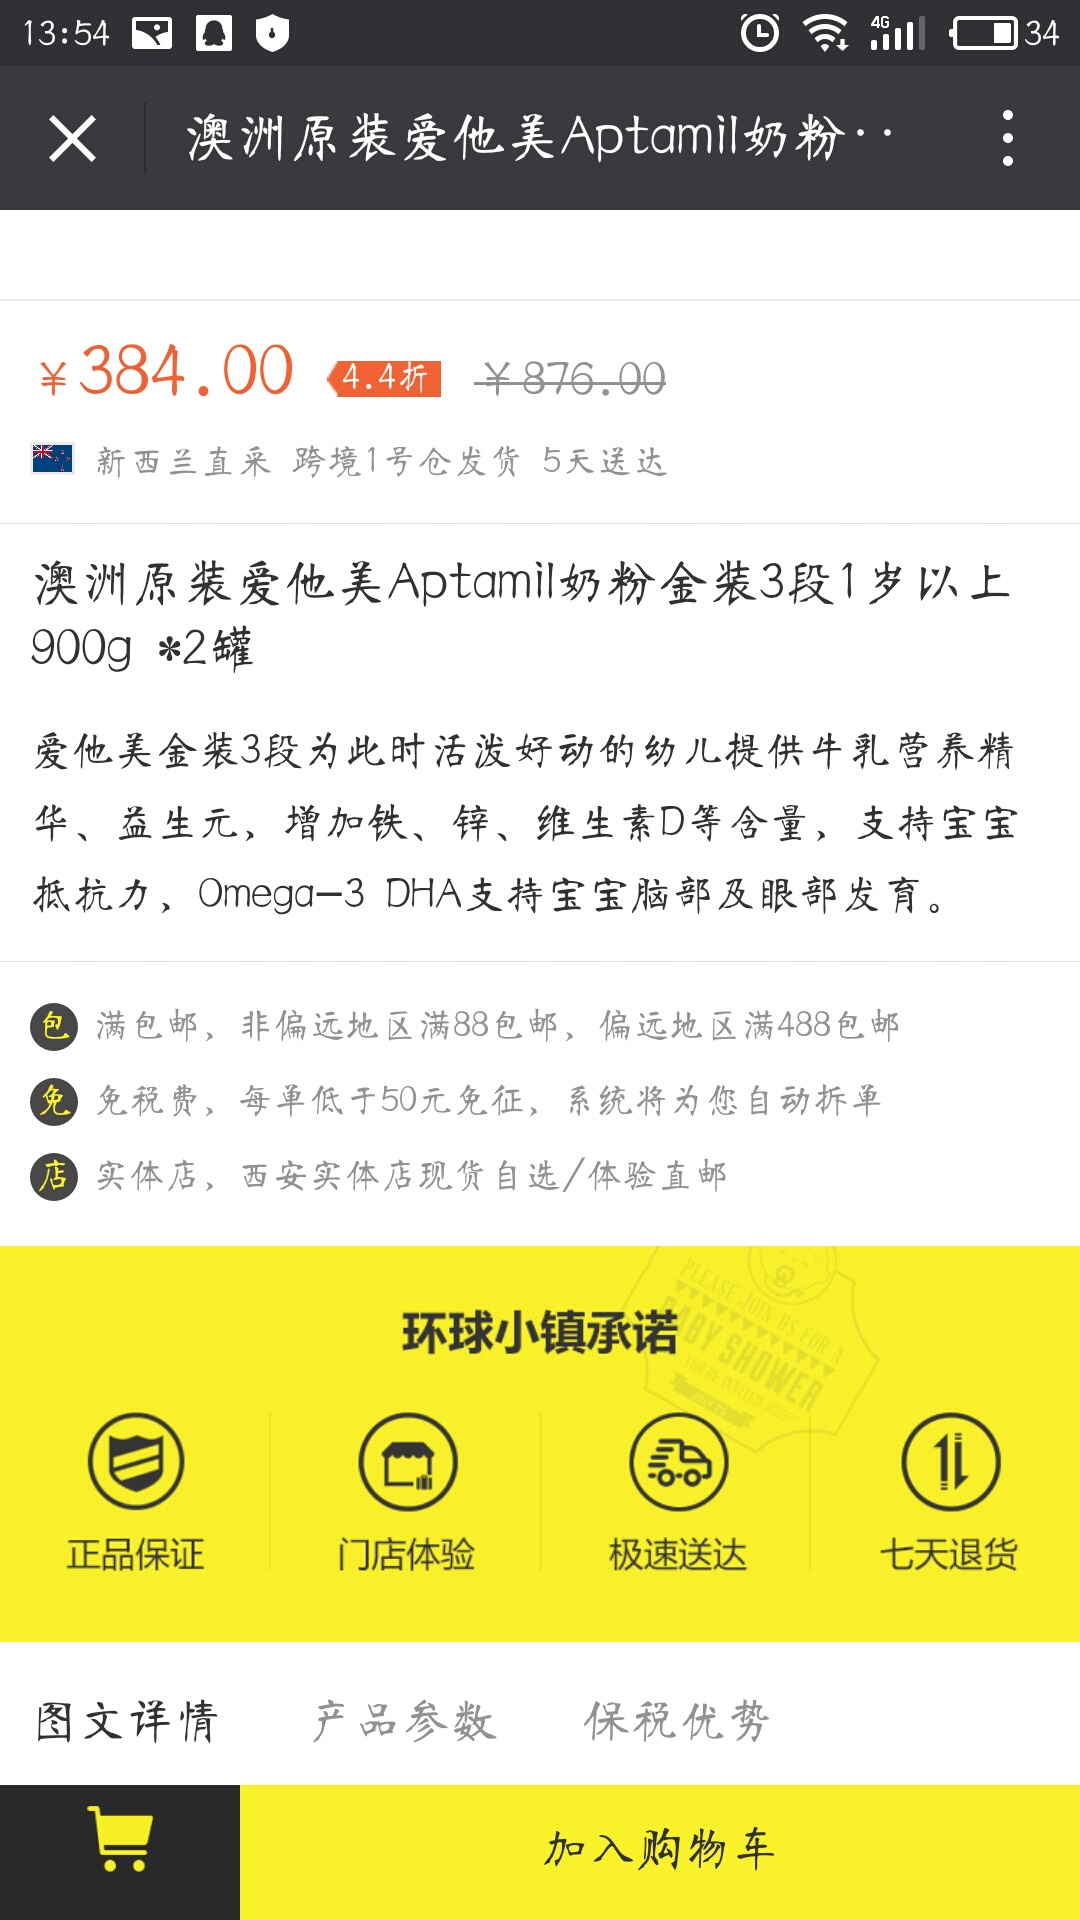 13:54
4G
34
澳洲原装爱他美Aptamil奶粉··
¥384.00 4.4折 ¥876.00
新西兰直采 跨境1号仓发货 5天送达
澳洲原装爱他美Aptamil奶粉金装3段1岁以上
900g *2罐
爱他美金装3段为此时活泼好动的幼儿提供牛乳营养精
华、益生元，增加铁、锌、维生素D等含量，支持宝宝
抵抗力，Omega-3 DHA支持宝宝脑部及眼部发育。
包 满包邮，非偏远地区满88包邮，偏远地区满488包邮
免 免税费，每单低于50元免征，系统将为您自动拆单
店 实体店，西安实体店现货自选/体验直邮
PLEASE JOIN US FOR A
BABY SHOWER
YOU'RE INVITED!
环球小镇承诺
正品保证 门店体验 极速送达 七天退货
图文详情 产品参数 保税优势
加入购物车